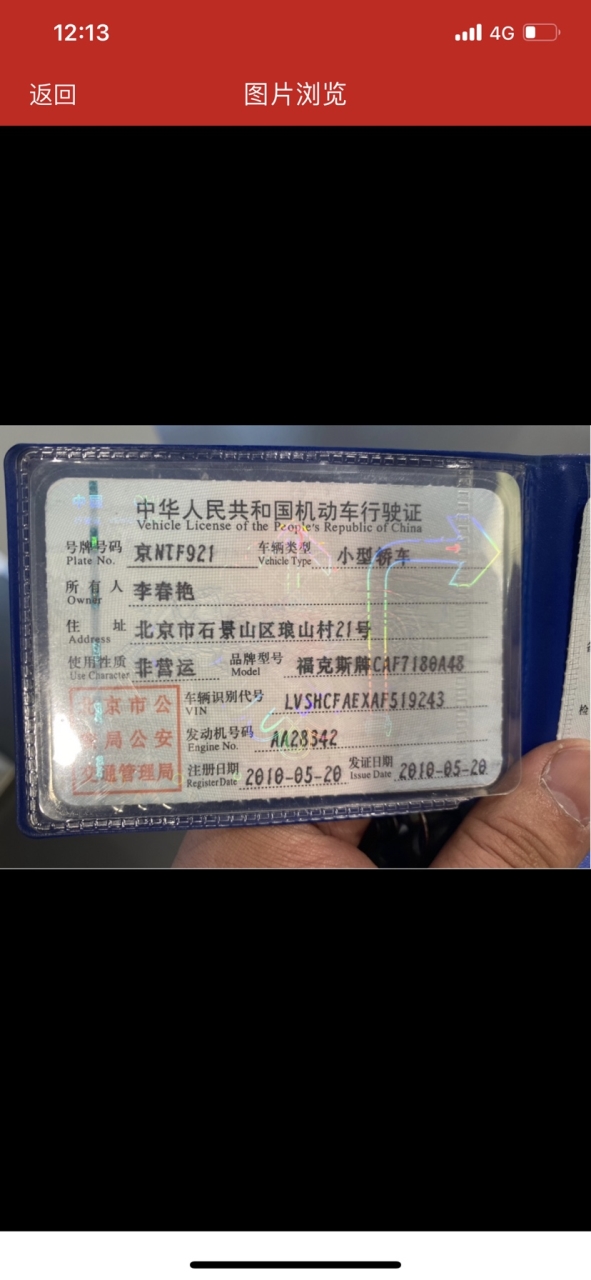 12:13
4G
返回
图片浏览
中华人民共和国机动车行驶证
Vehicle License of the People's Republic of China
号牌号码 京NTF921 车辆类型 小型轿车
Plate No. Vehicle Type
所有人 李春艳
Owner
住址 北京市石景山区琅山村21号
Address
使用性质 非营运 品牌型号 福克斯牌CAF7180A48
Use Character Model
京市公
局公安
交通管理局
车辆识别代号 LVSHCFAEXAF519243
VIN
发动机号码 AA28342
Engine No.
注册日期 2010-05-20 发证日期 2010-05-20
Register Date Issue Date